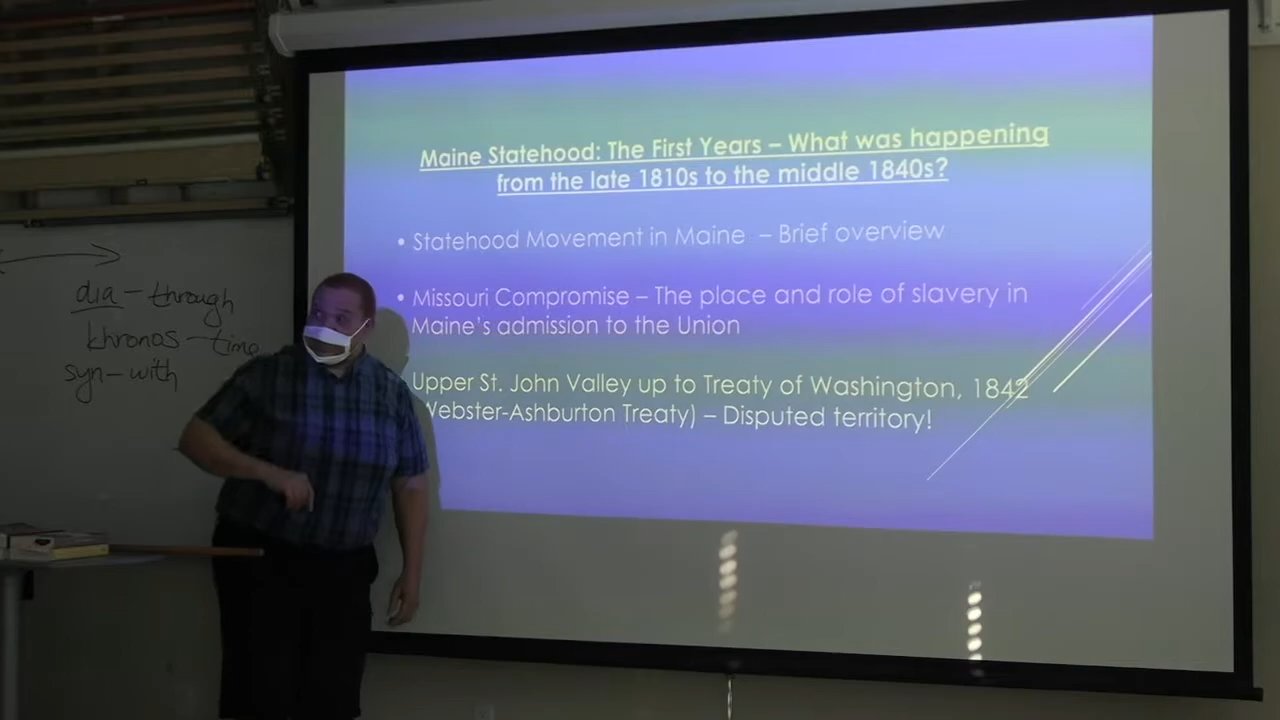 Maine Statehood: The First Years – What was happening
from the late 1810s to the middle 1840s?
• Statehood Movement in Maine – Brief overview
• Missouri Compromise – The place and role of slavery in
Maine's admission to the Union
Upper St. John Valley up to Treaty of Washington, 1842
Webster-Ashburton Treaty) – Disputed territory!
dia – through
khronos – time
syn – with